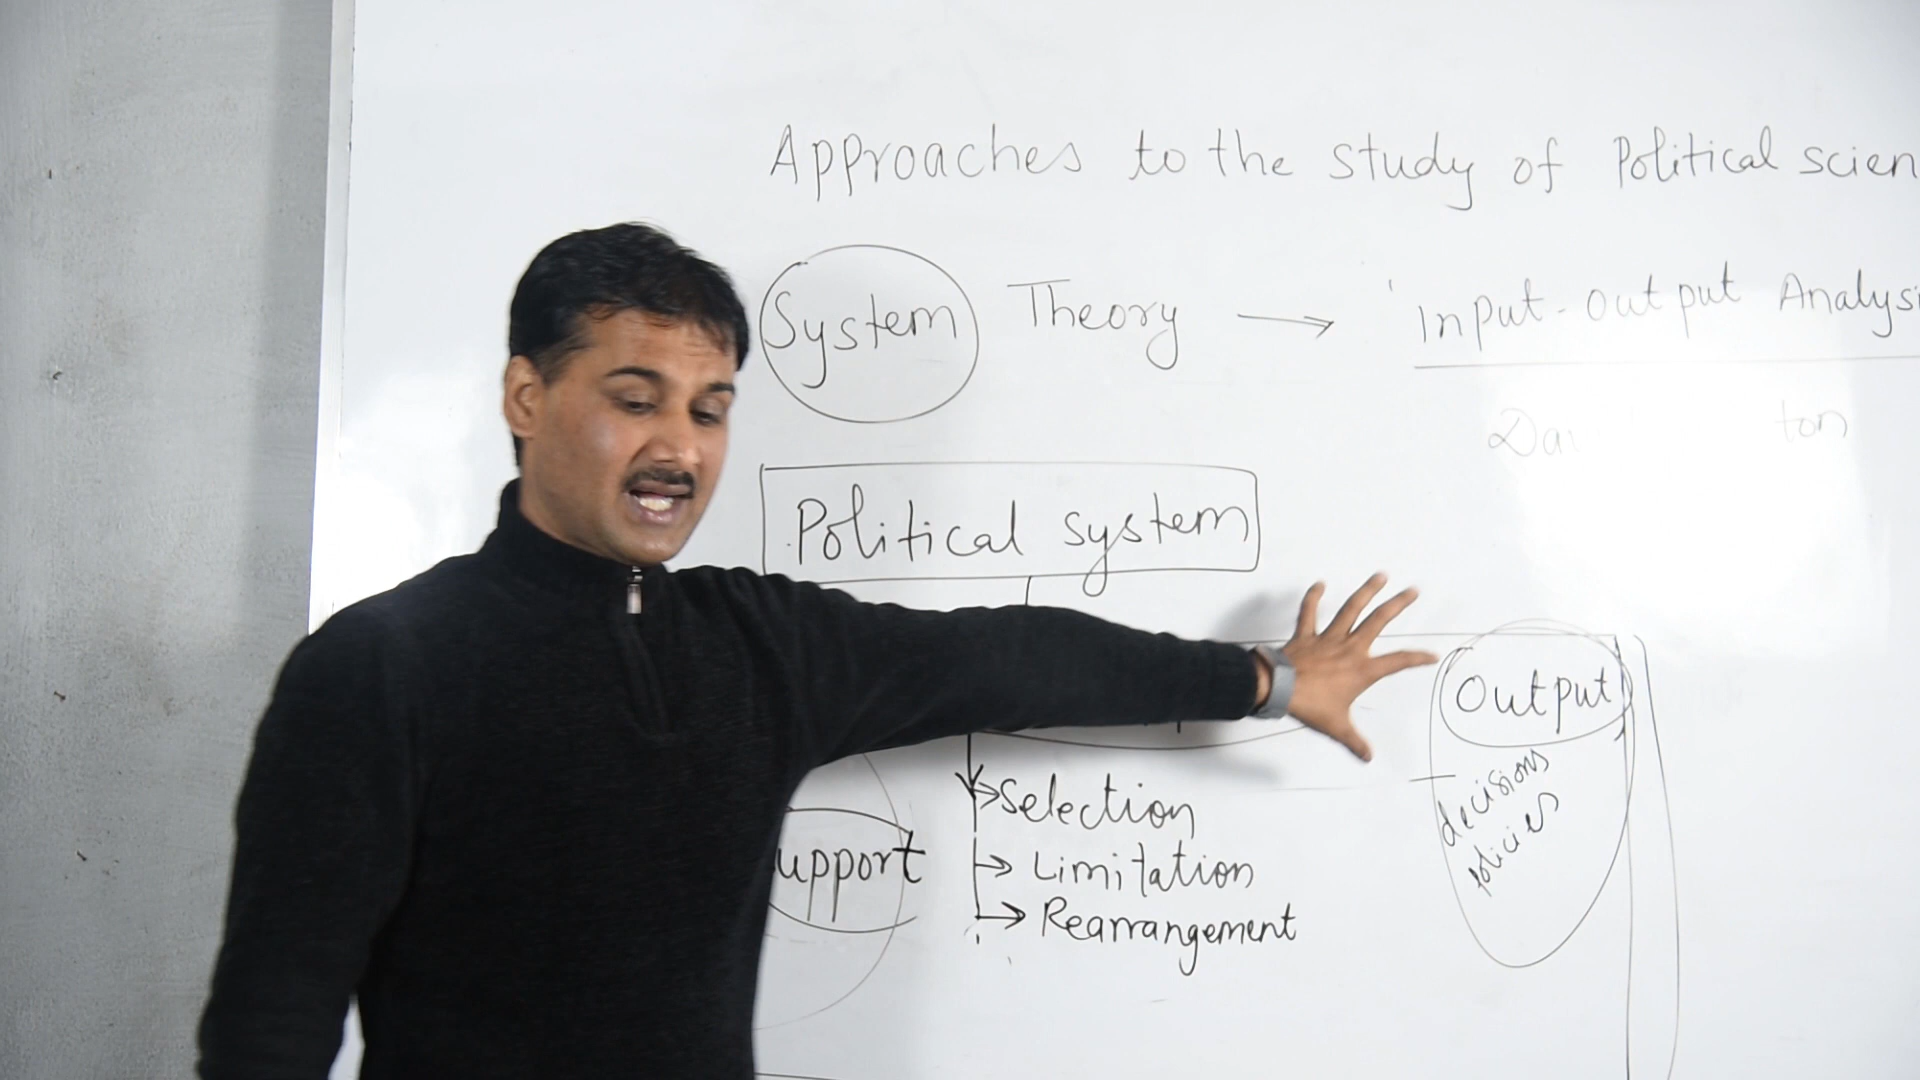 Approaches to the study of Political scien
System Theory → 'Input-output Analysi
Da ton
Political system
Output
decisions
policies
upport
Selection
Limitation
Rearrangement